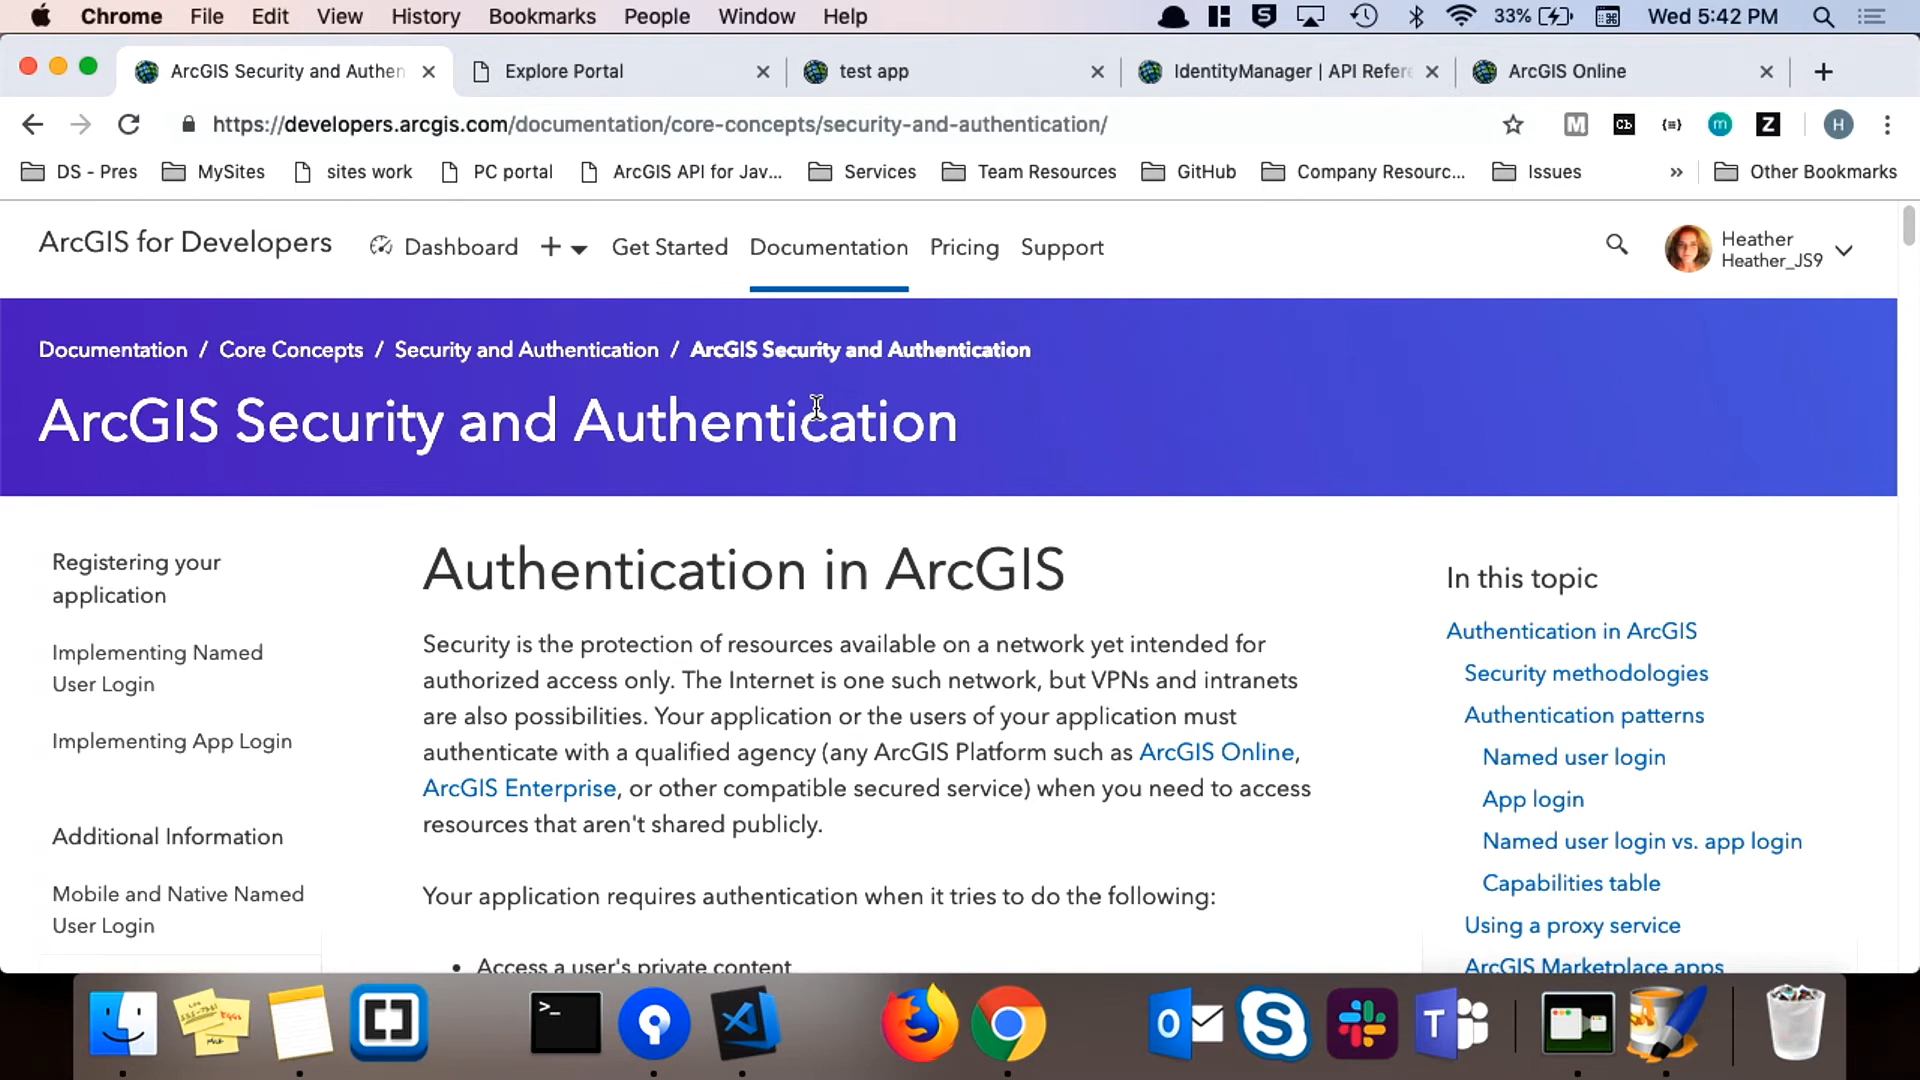 Chrome File Edit View History Bookmarks People Window Help 33% Wed 5:42 PM
ArcGIS Security and Authen Explore Portal test app IdentityManager | API Refere ArcGIS Online
https://developers.arcgis.com/documentation/core-concepts/security-and-authentication/
DS - Pres MySites sites work PC portal ArcGIS API for Jav... Services Team Resources GitHub Company Resourc... Issues » Other Bookmarks
ArcGIS for Developers Dashboard Get Started Documentation Pricing Support
Heather
Heather_JS9
Documentation / Core Concepts / Security and Authentication / ArcGIS Security and Authentication
ArcGIS Security and Authentication
Registering your
application
Implementing Named
User Login
Implementing App Login
Additional Information
Mobile and Native Named
User Login
Authentication in ArcGIS
Security is the protection of resources available on a network yet intended for
authorized access only. The Internet is one such network, but VPNs and intranets
are also possibilities. Your application or the users of your application must
authenticate with a qualified agency (any ArcGIS Platform such as ArcGIS Online,
ArcGIS Enterprise, or other compatible secured service) when you need to access
resources that aren't shared publicly.
Your application requires authentication when it tries to do the following:
• Access a user's private content
In this topic
Authentication in ArcGIS
Security methodologies
Authentication patterns
Named user login
App login
Named user login vs. app login
Capabilities table
Using a proxy service
ArcGIS Marketplace apps